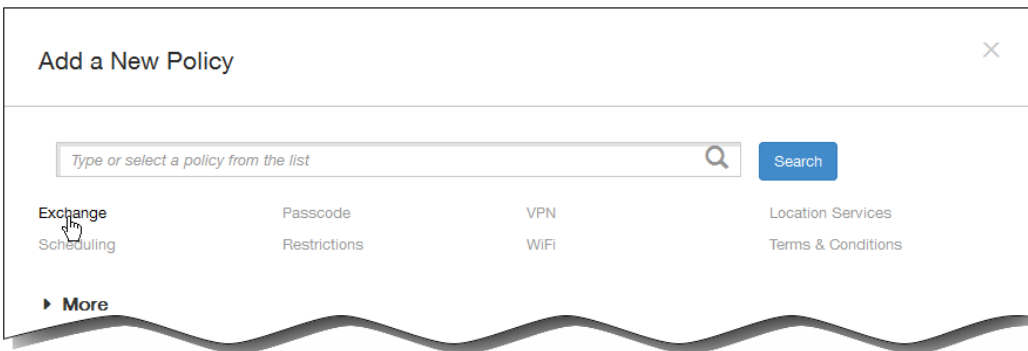 Add a New Policy
Type or select a policy from the list
Search
Exchange Passcode VPN Location Services
Scheduling Restrictions WiFi Terms & Conditions
More